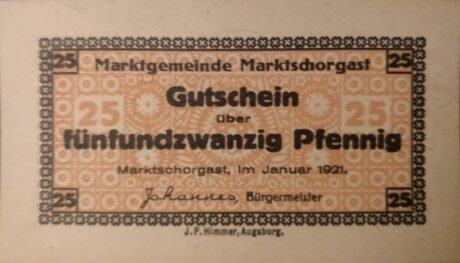 25 25
Marktgemeinde Marktschorgast
Gutschein
25 über 25
fünfundzwanzig Pfennig
Marktschorgast, im Januar 1921.
Johannes, Bürgermeister
25 25
J. P. Himmer, Augsburg.